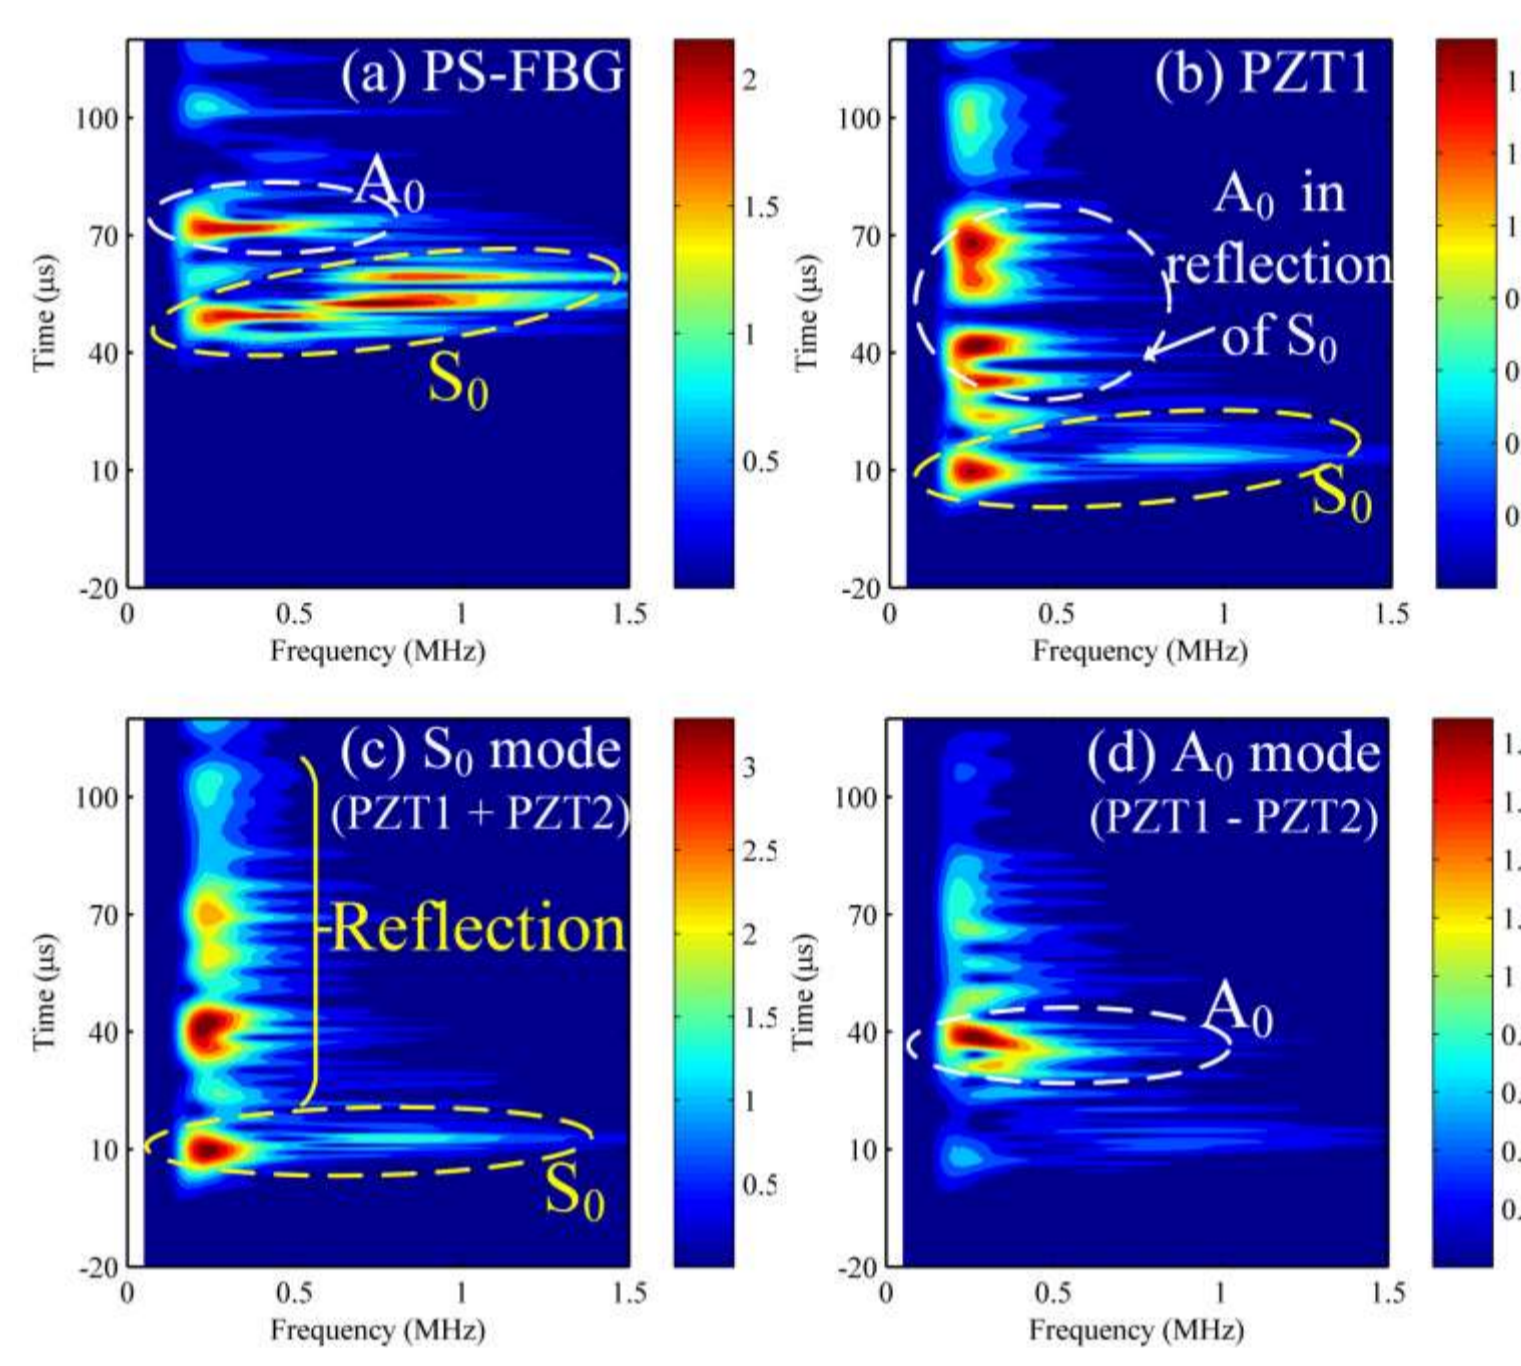 (a) PS-FBG
2
1.5
1
0.5
100
70
40
10
-20
A₀
S₀
Time (μs)
0 0.5 1 1.5
Frequency (MHz)
(b) PZT1
100
70
40
10
-20
A₀ in
reflection
of S₀
S₀
Time (μs)
0 0.5 1 1.5
Frequency (MHz)
(c) S₀ mode
(PZT1 + PZT2)
3
2.5
2
1.5
1
0.5
100
70
40
10
-20
Reflection
S₀
Time (μs)
0 0.5 1 1.5
Frequency (MHz)
(d) A₀ mode
(PZT1 - PZT2)
100
70
40
10
-20
A₀
Time (μs)
0 0.5 1 1.5
Frequency (MHz)